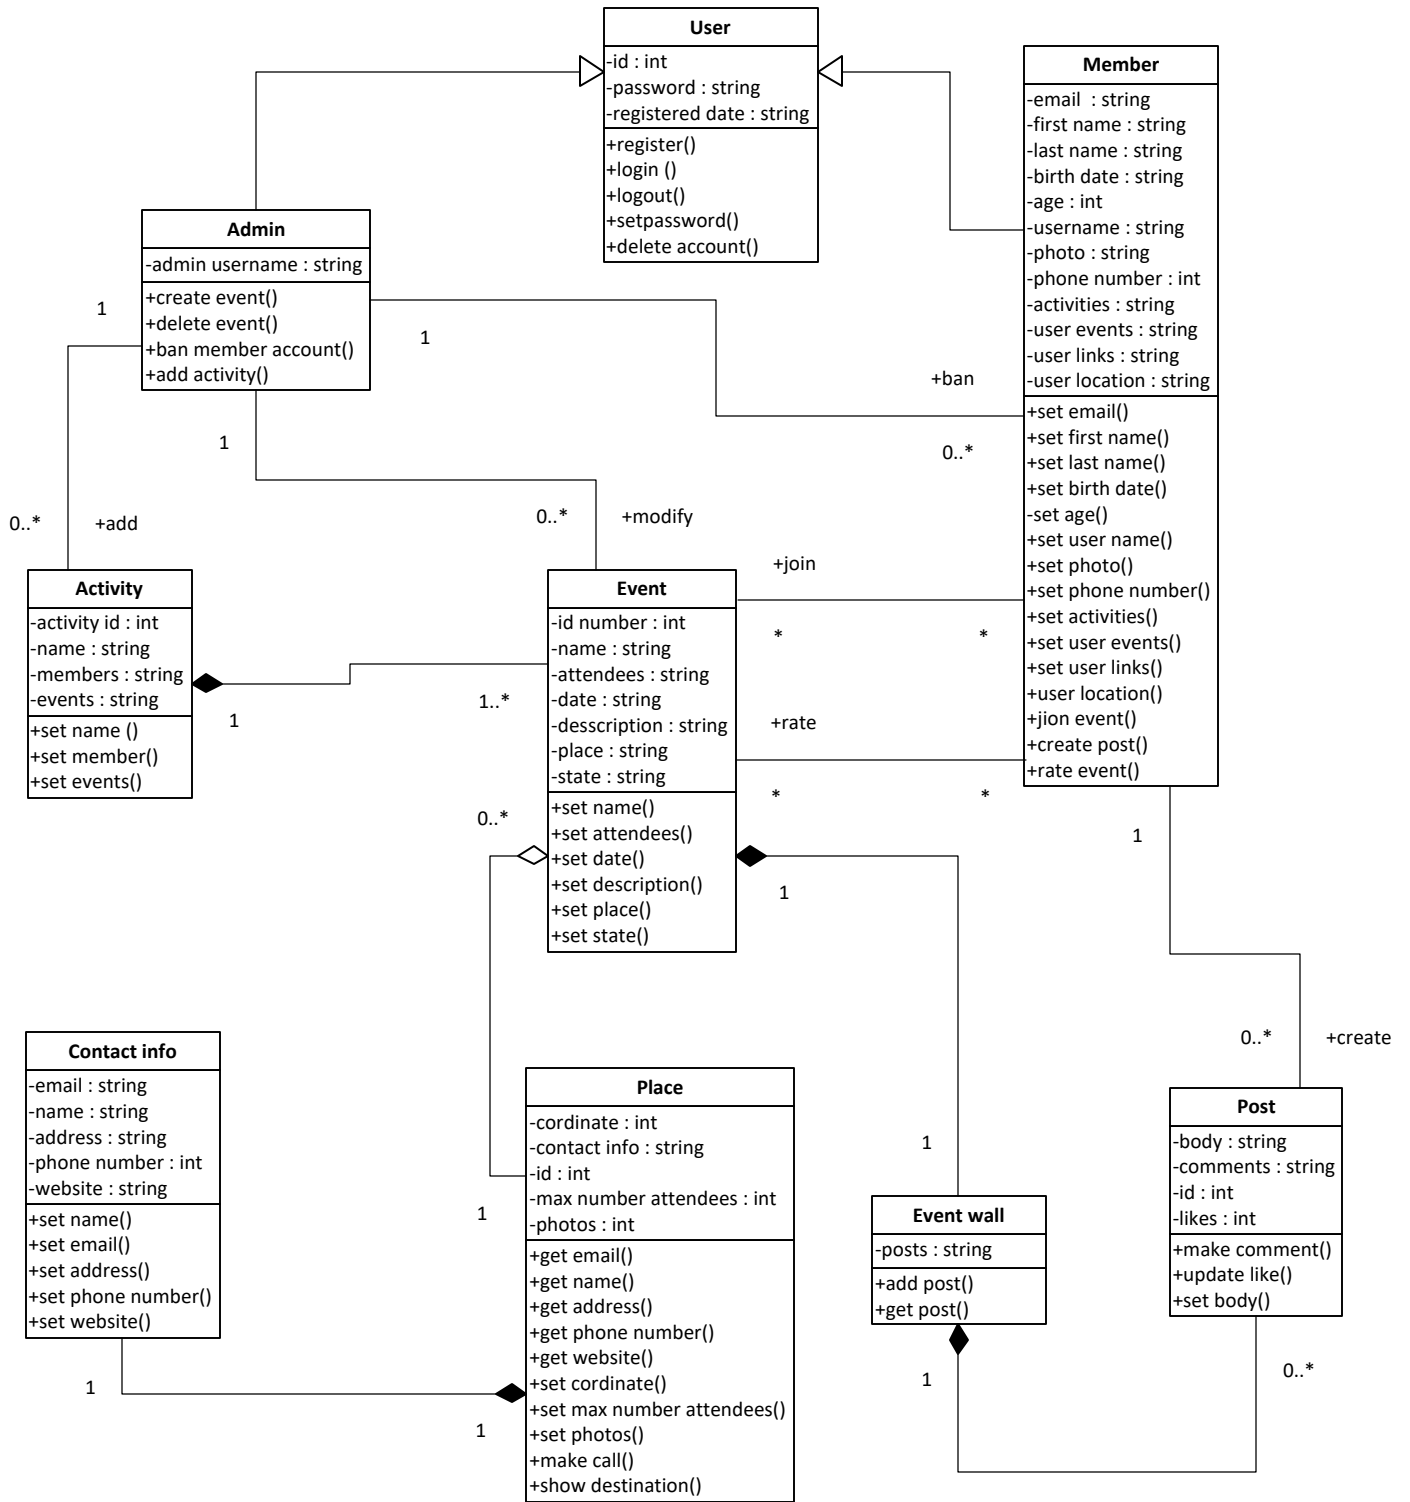 User
-id : int
-password : string
-registered date : string
+register()
+login ()
+logout()
+setpassword()
+delete account()
Member
-email  : string
-first name : string
-last name : string
-birth date : string
-age : int
-username : string
-photo : string
-phone number : int
-activities : string
-user events : string
-user links : string
-user location : string
+set email()
+set first name()
+set last name()
+set birth date()
-set age()
+set user name()
+set photo()
+set phone number()
+set activities()
+set user events()
+set user links()
+user location()
+jion event()
+create post()
+rate event()
Admin
-admin username : string
+create event()
+delete event()
+ban member account()
+add activity()
1
1
+ban
0..*
1
0..*
+add
0..*
+modify
Activity
-activity id : int
-name : string
-members : string
-events : string
+set name ()
+set member()
+set events()
1
1..*
Event
-id number : int
-name : string
-attendees : string
-date : string
-desscription : string
-place : string
-state : string
+set name()
+set attendees()
+set date()
+set description()
+set place()
+set state()
+join
*
*
+rate
*
*
0..*
1
1
0..*
+create
Contact info
-email : string
-name : string
-address : string
-phone number : int
-website : string
+set name()
+set email()
+set address()
+set phone number()
+set website()
1
1
Place
-cordinate : int
-contact info : string
-id : int
-max number attendees : int
-photos : int
+get email()
+get name()
+get address()
+get phone number()
+get website()
+set cordinate()
+set max number attendees()
+set photos()
+make call()
+show destination()
1
1
Event wall
-posts : string
+add post()
+get post()
1
Post
-body : string
-comments : string
-id : int
-likes : int
+make comment()
+update like()
+set body()
0..*